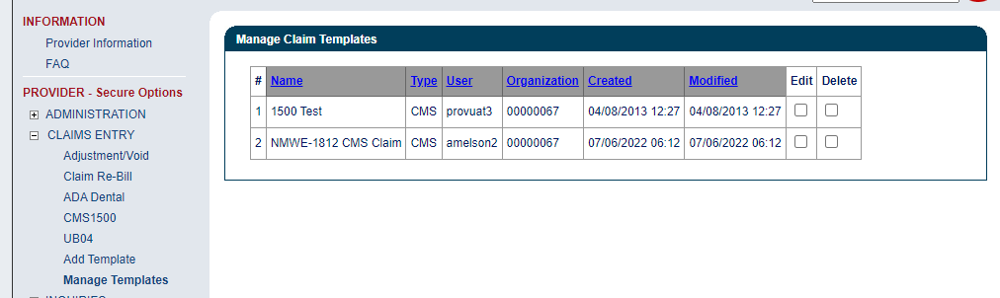 INFORMATION
Provider Information
FAQ
PROVIDER - Secure Options
ADMINISTRATION
CLAIMS ENTRY
Adjustment/Void
Claim Re-Bill
ADA Dental
CMS1500
UB04
Add Template
Manage Templates
Manage Claim Templates
# Name Type User Organization Created Modified Edit Delete
1 1500 Test CMS provuat3 00000067 04/08/2013 12:27 04/08/2013 12:27
2 NMWE-1812 CMS Claim CMS amelson2 00000067 07/06/2022 06:12 07/06/2022 06:12